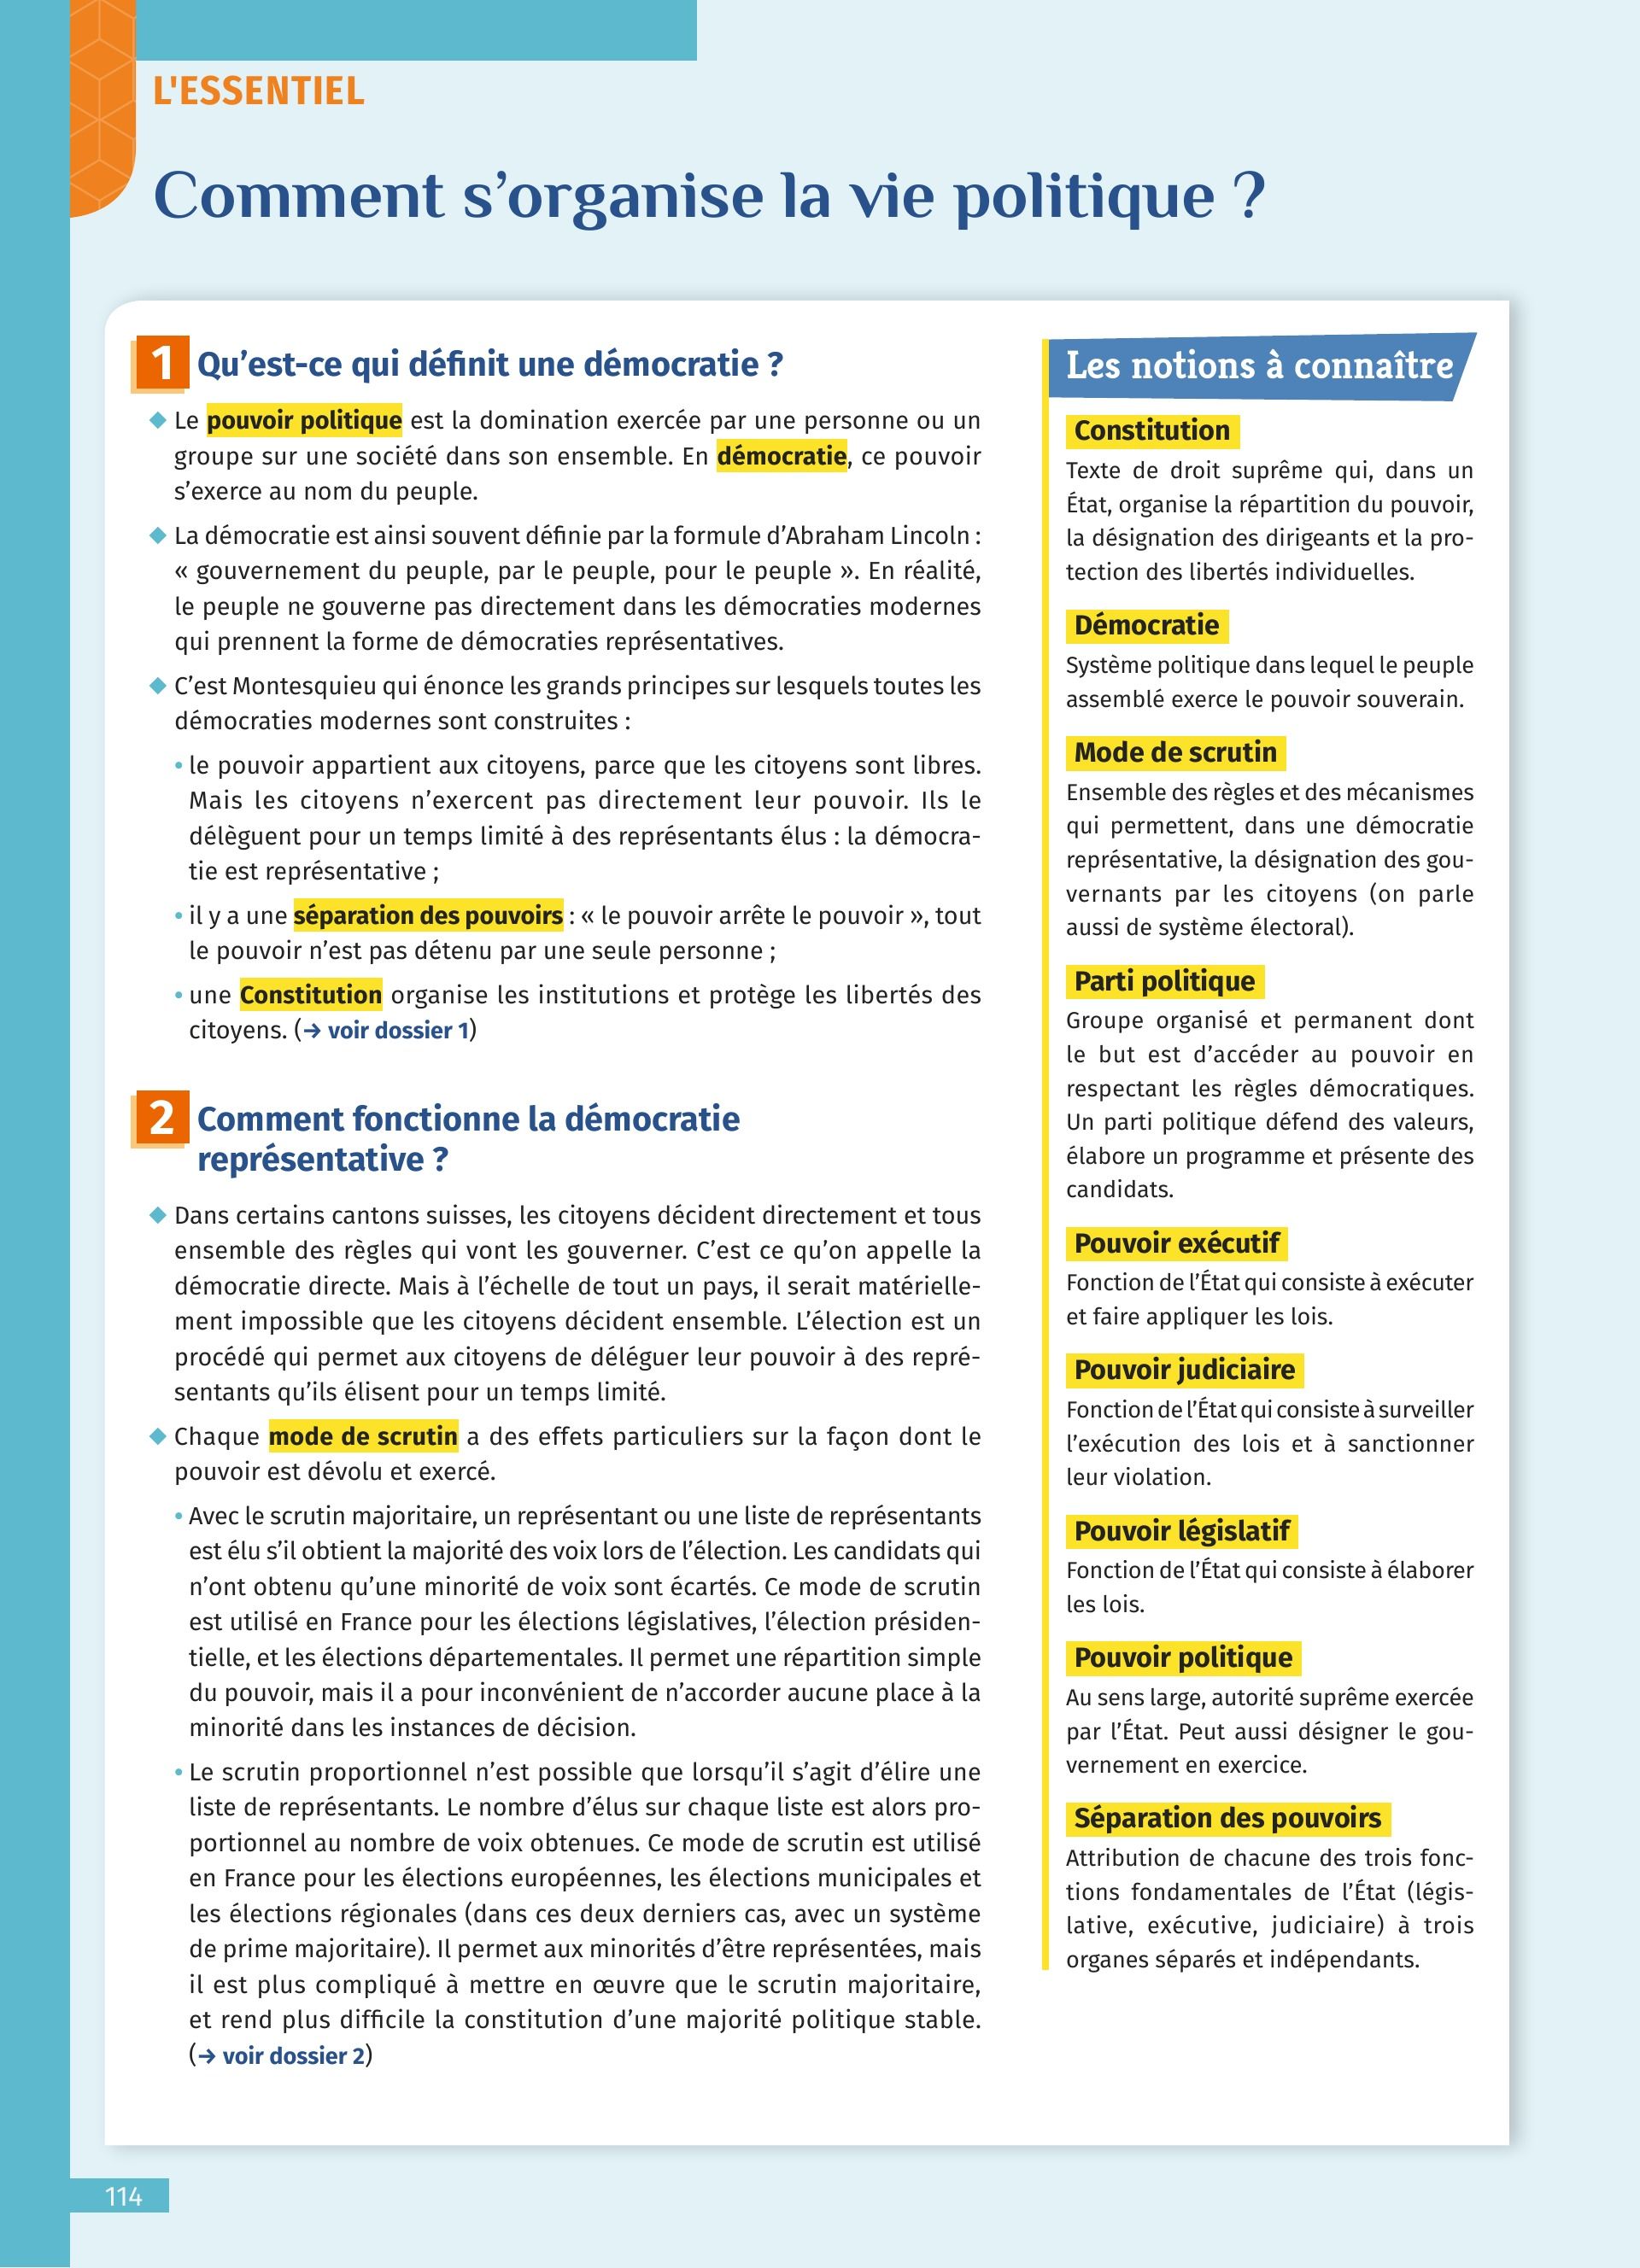 L'ESSENTIEL
Comment s’organise la vie politique ?
1 Qu’est-ce qui définit une démocratie ?
◆ Le pouvoir politique est la domination exercée par une personne ou un
groupe sur une société dans son ensemble. En démocratie, ce pouvoir
s’exerce au nom du peuple.
◆ La démocratie est ainsi souvent définie par la formule d’Abraham Lincoln :
« gouvernement du peuple, par le peuple, pour le peuple ». En réalité,
le peuple ne gouverne pas directement dans les démocraties modernes
qui prennent la forme de démocraties représentatives.
◆ C’est Montesquieu qui énonce les grands principes sur lesquels toutes les
démocraties modernes sont construites :
• le pouvoir appartient aux citoyens, parce que les citoyens sont libres.
Mais les citoyens n’exercent pas directement leur pouvoir. Ils le
délèguent pour un temps limité à des représentants élus : la démocra-
tie est représentative ;
• il y a une séparation des pouvoirs : « le pouvoir arrête le pouvoir », tout
le pouvoir n’est pas détenu par une seule personne ;
• une Constitution organise les institutions et protège les libertés des
citoyens. (→ voir dossier 1)
2 Comment fonctionne la démocratie
représentative ?
◆ Dans certains cantons suisses, les citoyens décident directement et tous
ensemble des règles qui vont les gouverner. C’est ce qu’on appelle la
démocratie directe. Mais à l’échelle de tout un pays, il serait matérielle-
ment impossible que les citoyens décident ensemble. L’élection est un
procédé qui permet aux citoyens de déléguer leur pouvoir à des repré-
sentants qu’ils élisent pour un temps limité.
◆ Chaque mode de scrutin a des effets particuliers sur la façon dont le
pouvoir est dévolu et exercé.
• Avec le scrutin majoritaire, un représentant ou une liste de représentants
est élu s’il obtient la majorité des voix lors de l’élection. Les candidats qui
n’ont obtenu qu’une minorité de voix sont écartés. Ce mode de scrutin
est utilisé en France pour les élections législatives, l’élection présiden-
tielle, et les élections départementales. Il permet une répartition simple
du pouvoir, mais il a pour inconvénient de n’accorder aucune place à la
minorité dans les instances de décision.
• Le scrutin proportionnel n’est possible que lorsqu’il s’agit d’élire une
liste de représentants. Le nombre d’élus sur chaque liste est alors pro-
portionnel au nombre de voix obtenues. Ce mode de scrutin est utilisé
en France pour les élections européennes, les élections municipales et
les élections régionales (dans ces deux derniers cas, avec un système
de prime majoritaire). Il permet aux minorités d’être représentées, mais
il est plus compliqué à mettre en œuvre que le scrutin majoritaire,
et rend plus difficile la constitution d’une majorité politique stable.
(→ voir dossier 2)
Les notions à connaître
Constitution
Texte de droit suprême qui, dans un
État, organise la répartition du pouvoir,
la désignation des dirigeants et la pro-
tection des libertés individuelles.
Démocratie
Système politique dans lequel le peuple
assemblé exerce le pouvoir souverain.
Mode de scrutin
Ensemble des règles et des mécanismes
qui permettent, dans une démocratie
représentative, la désignation des gou-
vernants par les citoyens (on parle
aussi de système électoral).
Parti politique
Groupe organisé et permanent dont
le but est d’accéder au pouvoir en
respectant les règles démocratiques.
Un parti politique défend des valeurs,
élabore un programme et présente des
candidats.
Pouvoir exécutif
Fonction de l’État qui consiste à exécuter
et faire appliquer les lois.
Pouvoir judiciaire
Fonction de l’État qui consiste à surveiller
l’exécution des lois et à sanctionner
leur violation.
Pouvoir législatif
Fonction de l’État qui consiste à élaborer
les lois.
Pouvoir politique
Au sens large, autorité suprême exercée
par l’État. Peut aussi désigner le gou-
vernement en exercice.
Séparation des pouvoirs
Attribution de chacune des trois fonc-
tions fondamentales de l’État (légis-
lative, exécutive, judiciaire) à trois
organes séparés et indépendants.
114